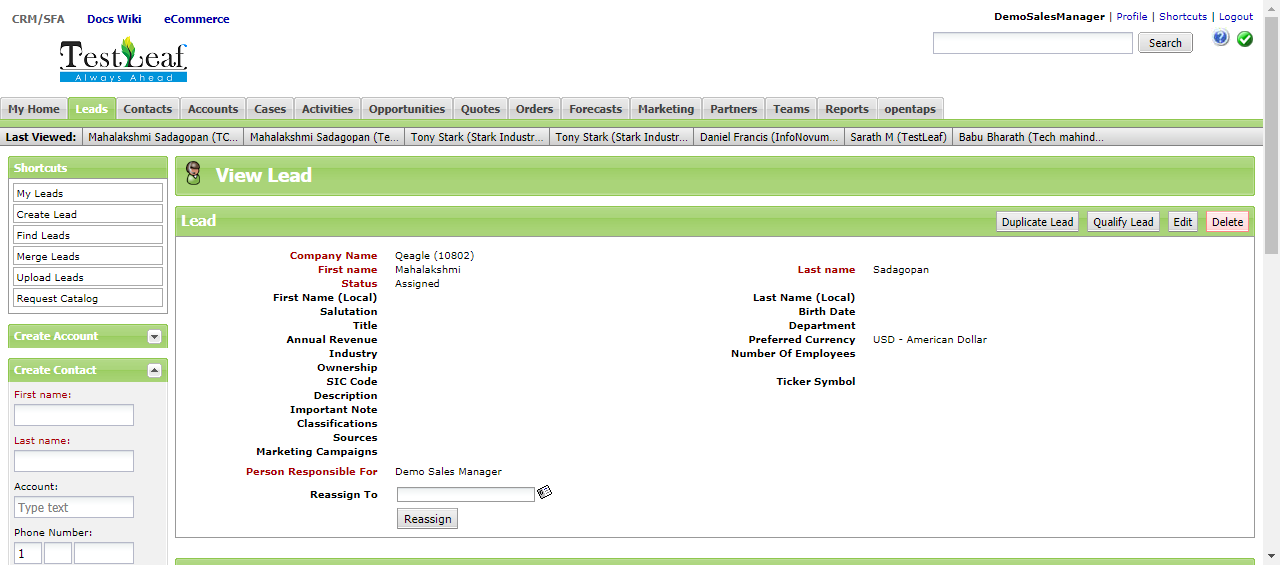 CRM/SFA Docs Wiki eCommerce
DemoSalesManager | Profile | Shortcuts | Logout
TestLeaf
Always Ahead
Search
My Home Leads Contacts Accounts Cases Activities Opportunities Quotes Orders Forecasts Marketing Partners Teams Reports opentaps
Last Viewed: Mahalakshmi Sadagopan (TC... Mahalakshmi Sadagopan (Te... Tony Stark (Stark Industr... Tony Stark (Stark Industr... Daniel Francis (InfoNovum... Sarath M (TestLeaf) Babu Bharath (Tech mahind...
Shortcuts
My Leads
Create Lead
Find Leads
Merge Leads
Upload Leads
Request Catalog
Create Account
Create Contact
First name:
Last name:
Account:
Type text
Phone Number:
1
View Lead
Lead Duplicate Lead Qualify Lead Edit Delete
Company Name Qeagle (10802)
First name Mahalakshmi Last name Sadagopan
Status Assigned
First Name (Local) Last Name (Local)
Salutation Birth Date
Title Department
Annual Revenue Preferred Currency USD - American Dollar
Industry Number Of Employees
Ownership
SIC Code Ticker Symbol
Description
Important Note
Classifications
Sources
Marketing Campaigns
Person Responsible For Demo Sales Manager
Reassign To
Reassign